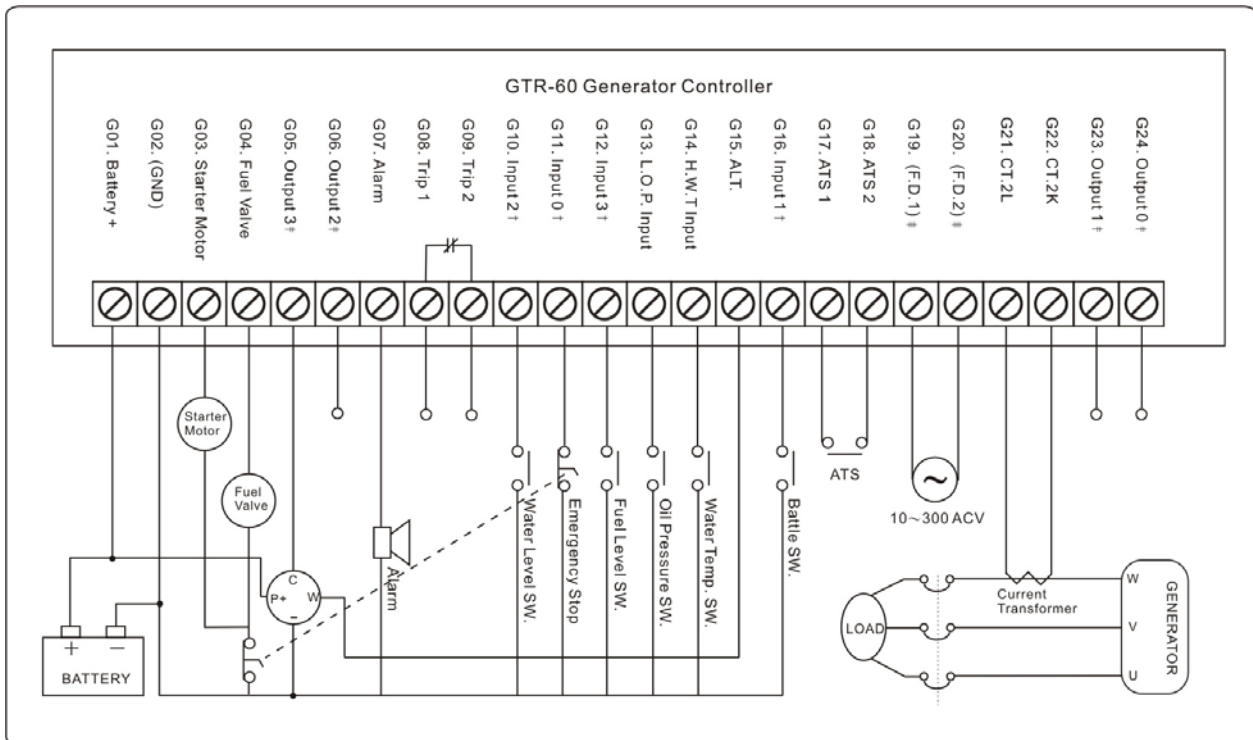 GTR-60 Generator Controller
G01. Battery +
G02. (GND)
G03. Starter Motor
G04. Fuel Valve
G05. Output 3‡
G06. Output 2‡
G07. Alarm
G08. Trip 1
G09. Trip 2
G10. Input 2†
G11. Input 0†
G12. Input 3†
G13. L.O.P. Input
G14. H.W.T Input
G15. ALT.
G16. Input 1†
G17. ATS 1
G18. ATS 2
G19. (F.D.1)⩨
G20. (F.D.2)⩨
G21. CT.2L
G22. CT.2K
G23. Output 1‡
G24. Output 0‡
Starter
Motor
Fuel
Valve
Alarm
Water Level SW.
Emergency Stop
Fuel Level SW.
Oil Pressure SW.
Water Temp. SW.
Battle SW.
ATS
~
10~300 ACV
C
P+
W
-
+
-
BATTERY
LOAD
Current
Transformer
W
V
U
GENERATOR